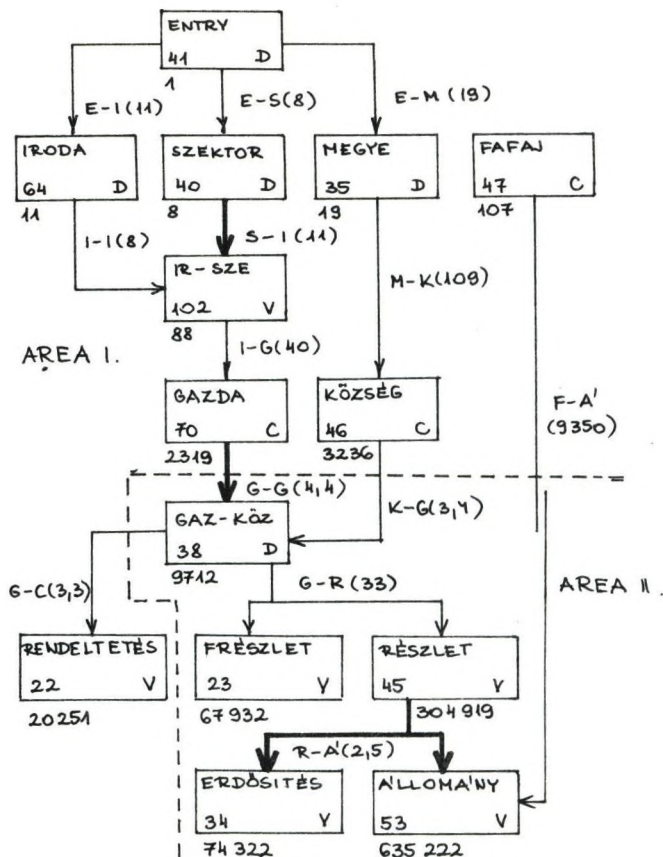 ENTRY
41 D
1
E-I(11)
E-S(8)
E-M(19)
IRODA
64 D
11
SZEKTOR
40 D
8
MEGYE
35 D
19
FAFAJ
47 C
107
I-I(8)
S-I(11)
IR-SZE
102 V
88
M-K(109)
AREA I.
I-G(40)
GAZDA
70 C
2319
KÖZSÉG
46 C
3236
F-Á
(9350)
G-G(4,4)
GAZ-KÖZ
38 D
9712
K-G(3,4)
G-C(3,3)
G-R(33)
AREA II.
RENDELTETÉS
22 V
20251
FRÉSZLET
23 V
67932
RÉSZLET
45 V
304919
R-Á(2,5)
ERDŐSITÉS
34 V
74322
ÁLLOMÁNY
53 V
635222